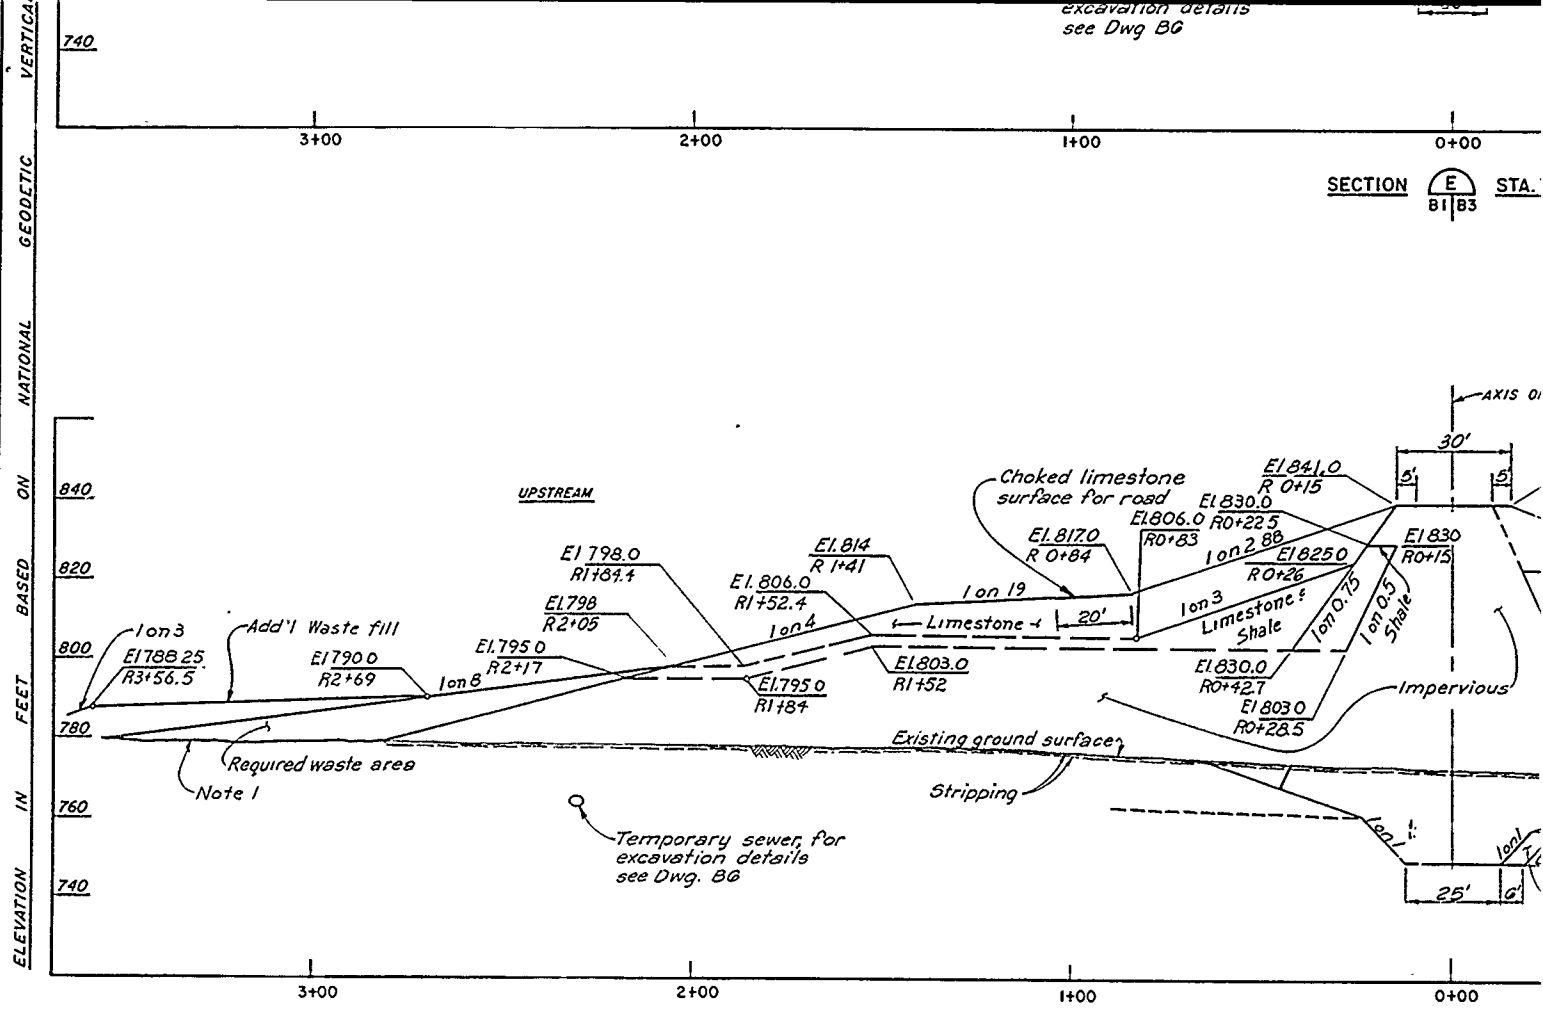 excavation details
see Dwg BG
740
3+00
2+00
1+00
0+00
SECTION
E
B1 B3
STA.
ELEVATION IN FEET BASED ON NATIONAL GEODETIC
840
820
800
780
760
740
UPSTREAM
AXIS
30'
5'
5'
El 841.0
R 0+15
Choked limestone
surface for road
El.830.0
R0+22.5
El.806.0
R0+83
El.817.0
R 0+84
1 on 2.88
El 825.0
R 0+26
El 830
R0+15
El 798.0
R1+84.4
El.814
R 1+41
El. 806.0
R1+52.4
1 on 19
20'
1 on 3
Limestone &
Shale
1 on 0.75
1 on 0.5
Shale
El.798
R2+05
1 on 4
Limestone
1 on 3
Add'l Waste fill
El 788.25
R3+56.5
El 790.0
R2+69
El.795.0
R2+17
1 on 8
El.795.0
R1+84
El.803.0
R1+52
El.830.0
R0+42.7
Impervious
El 803.0
R0+28.5
Existing ground surface
Required waste area
Note 1
Stripping
Temporary sewer, for
excavation details
see Dwg. BG
1 on 1
1 on 1
25'
6'
3+00
2+00
1+00
0+00